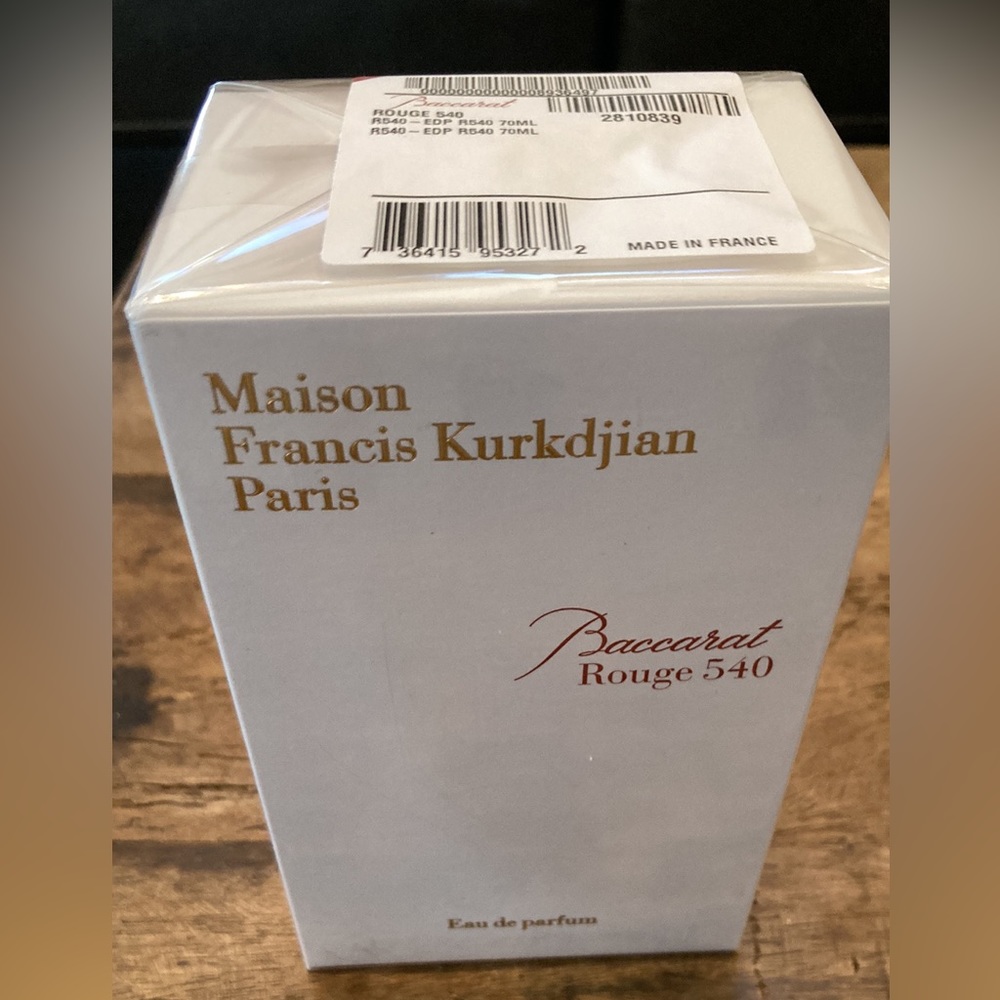 Baccarat
ROUGE 540
R540 – EDP R540 70ML
R540 – EDP R540 70ML
2810839
7 36415 95327 2
MADE IN FRANCE
Maison
Francis Kurkdjian
Paris
Baccarat
Rouge 540
Eau de parfum